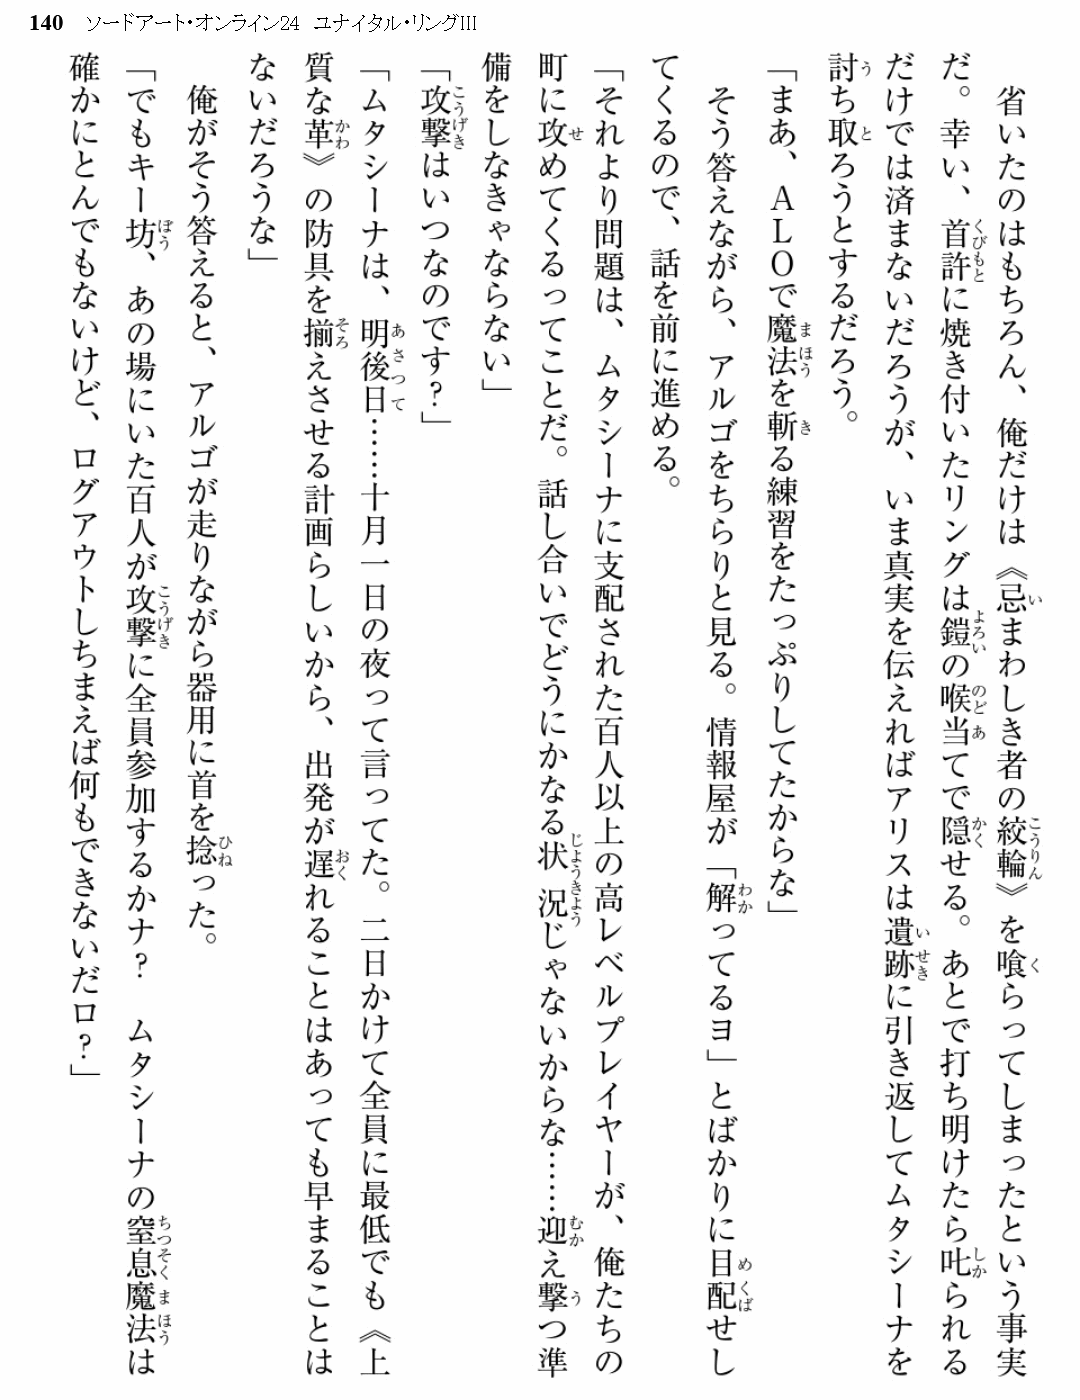 140 ソードアート・オンライン24 ユナイタル・リングIII
省いたのはもちろん、俺だけは《忌まわしき者の絞輪》を喰らってしまったという事実
だ。幸い、首許に焼き付いたリングは鎧の喉当てで隠せる。あとで打ち明けたら叱られる
だけでは済まないだろうが、いま真実を伝えればアリスは遺跡に引き返してムタシーナを
討ち取ろうとするだろう。
「まあ、ALOで魔法を斬る練習をたっぷりしてたからな」
そう答えながら、アルゴをちらりと見る。情報屋が「解ってるヨ」とばかりに目配せし
てくるので、話を前に進める。
「それより問題は、ムタシーナに支配された百人以上の高レベルプレイヤーが、俺たちの
町に攻めてくるってことだ。話し合いでどうにかなる状況じゃないからな……迎え撃つ準
備をしなきゃならない」
「攻撃はいつなのです?」
「ムタシーナは、明後日……十月一日の夜って言ってた。二日かけて全員に最低でも《上
質な革》の防具を揃えさせる計画らしいから、出発が遅れることはあっても早まることは
ないだろうな」
俺がそう答えると、アルゴが走りながら器用に首を捻った。
「でもキー坊、あの場にいた百人が攻撃に全員参加するかナ? ムタシーナの窒息魔法は
確かにとんでもないけど、ログアウトしちまえば何もできないだロ?」